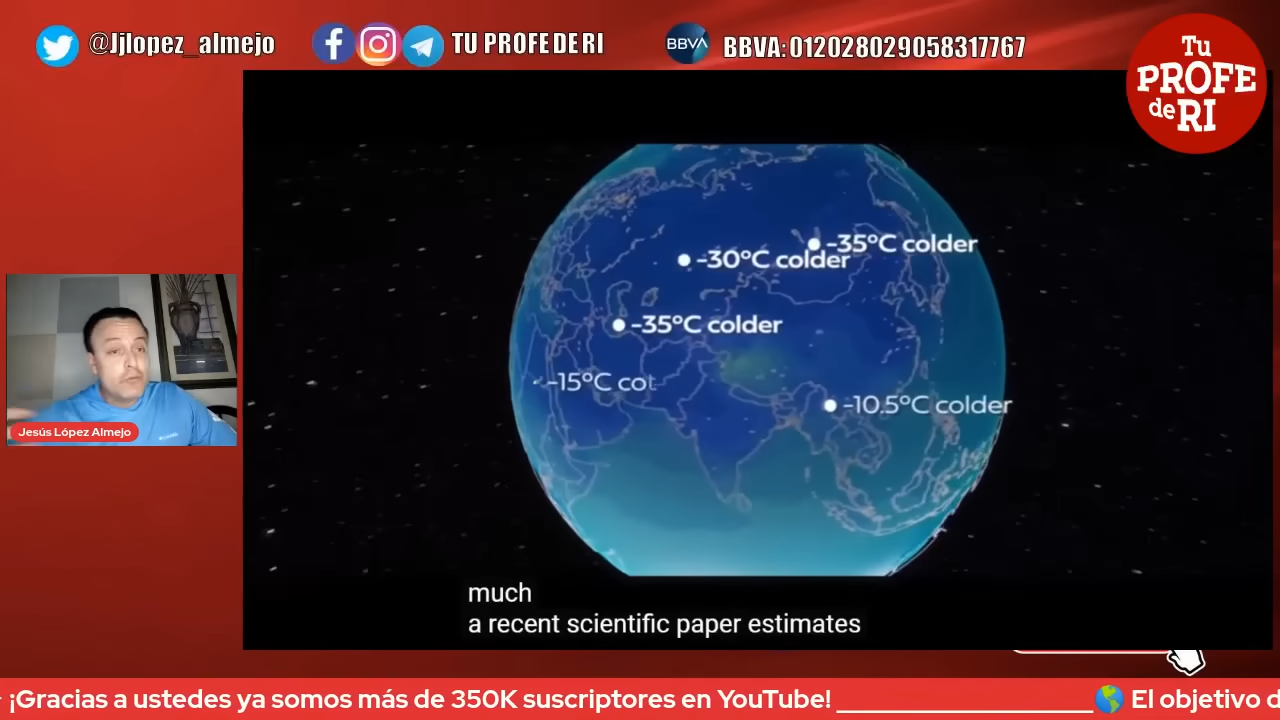 @Jjlopez_almejo
TU PROFE DE RI
BBVA
BBVA: 012028029058317767
Tu
PROFE
de RI
-35°C colder
-30°C colder
-35°C colder
-15°C col
-10.5°C colder
Jesús López Almejo
much
a recent scientific paper estimates
¡Gracias a ustedes ya somos más de 350K suscriptores en YouTube! ____________________ El objetivo d